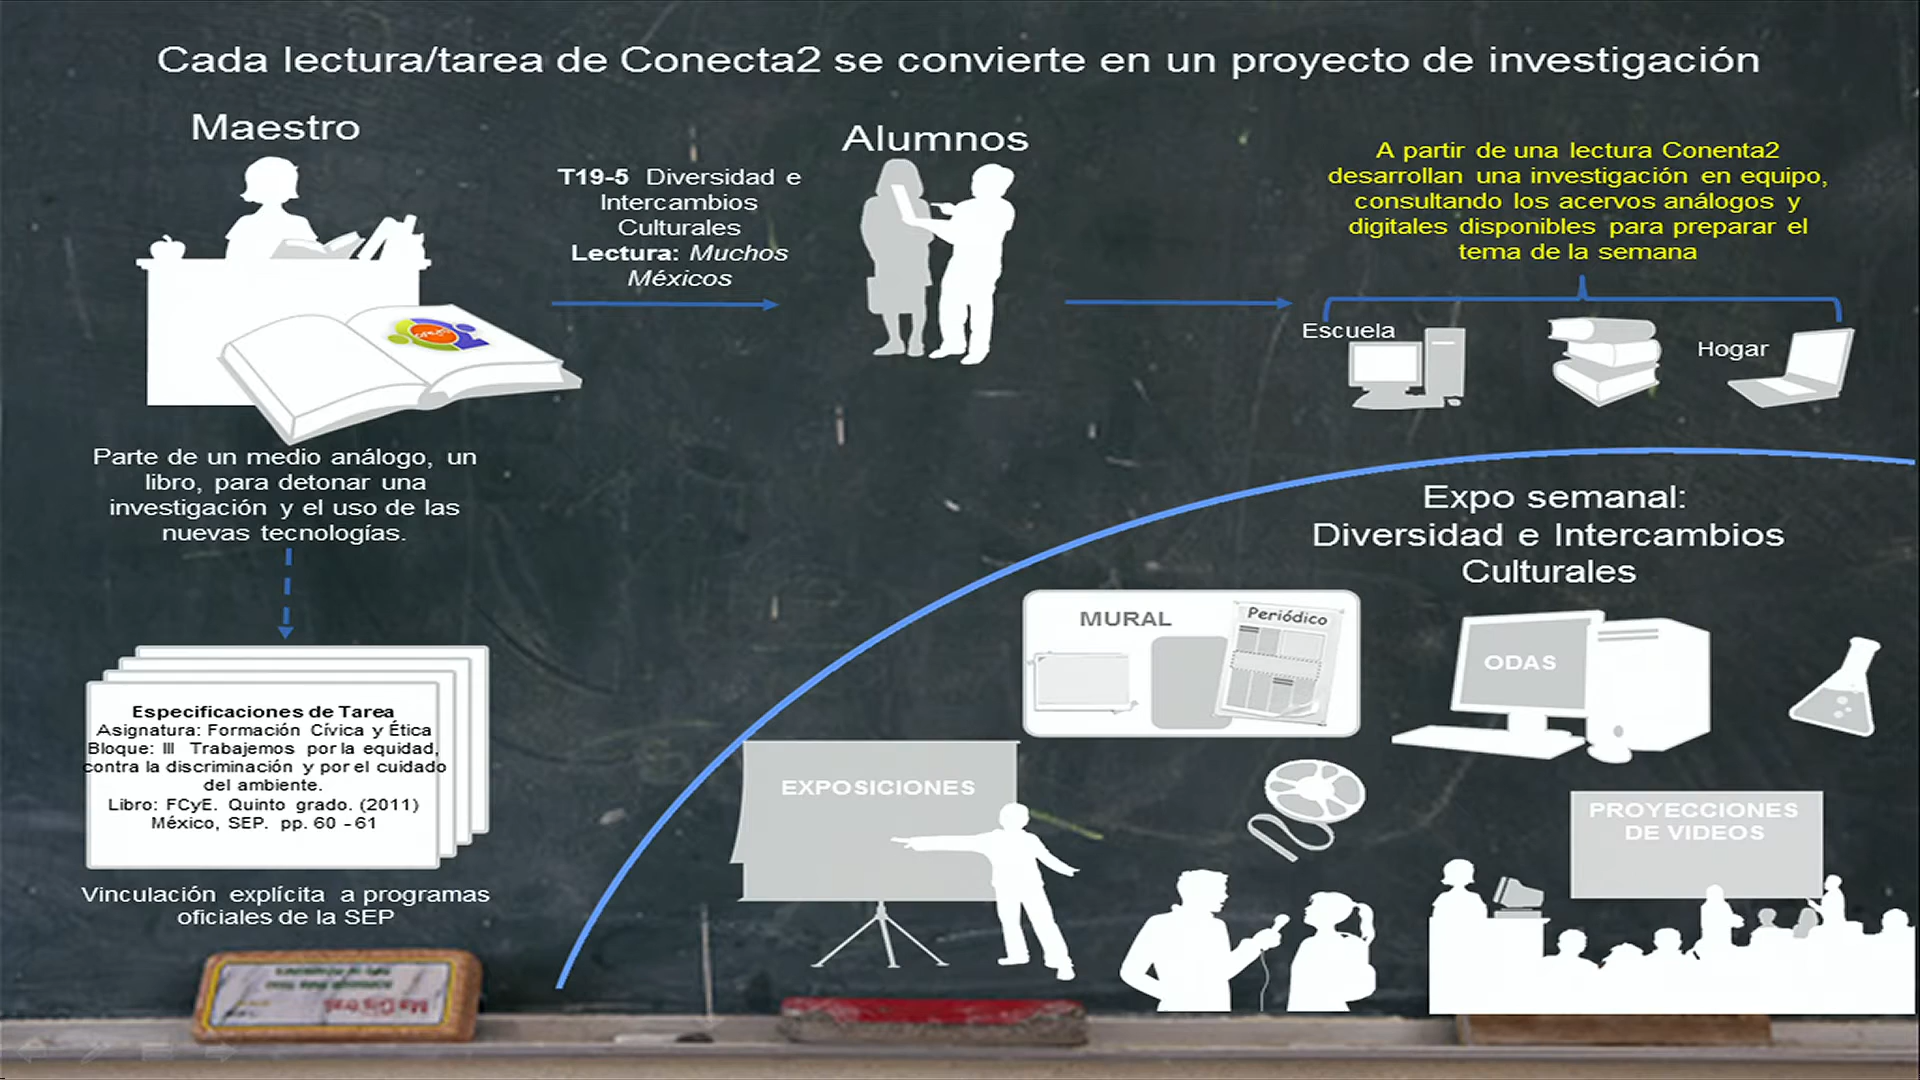 Cada lectura/tarea de Conecta2 se convierte en un proyecto de investigación
Maestro
T19-5 Diversidad e
Intercambios
Culturales
Lectura: Muchos
Méxicos
Alumnos
A partir de una lectura Conenta2
desarrollan una investigación en equipo,
consultando los acervos análogos y
digitales disponibles para preparar el
tema de la semana
Escuela
Hogar
Parte de un medio análogo, un
libro, para detonar una
investigación y el uso de las
nuevas tecnologías.
Especificaciones de Tarea
Asignatura: Formación Cívica y Ética
Bloque: III Trabajemos por la equidad,
contra la discriminación y por el cuidado
del ambiente.
Libro: FCyE. Quinto grado. (2011)
México, SEP. pp. 60 - 61
Vinculación explícita a programas
oficiales de la SEP
Expo semanal:
Diversidad e Intercambios
Culturales
MURAL
Periódico
ODAS
EXPOSICIONES
PROYECCIONES
DE VIDEOS